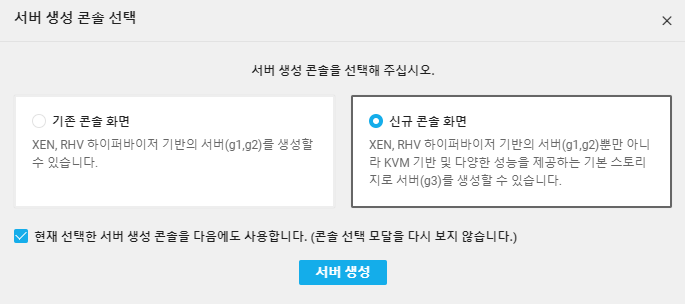 서버 생성 콘솔 선택
서버 생성 콘솔을 선택해 주십시오.
기존 콘솔 화면
XEN, RHV 하이퍼바이저 기반의 서버(g1,g2)를 생성할
수 있습니다.
신규 콘솔 화면
XEN, RHV 하이퍼바이저 기반의 서버(g1,g2)뿐만 아니
라 KVM 기반 및 다양한 성능을 제공하는 기본 스토리
지로 서버(g3)를 생성할 수 있습니다.
현재 선택한 서버 생성 콘솔을 다음에도 사용합니다. (콘솔 선택 모달을 다시 보지 않습니다.)
서버 생성